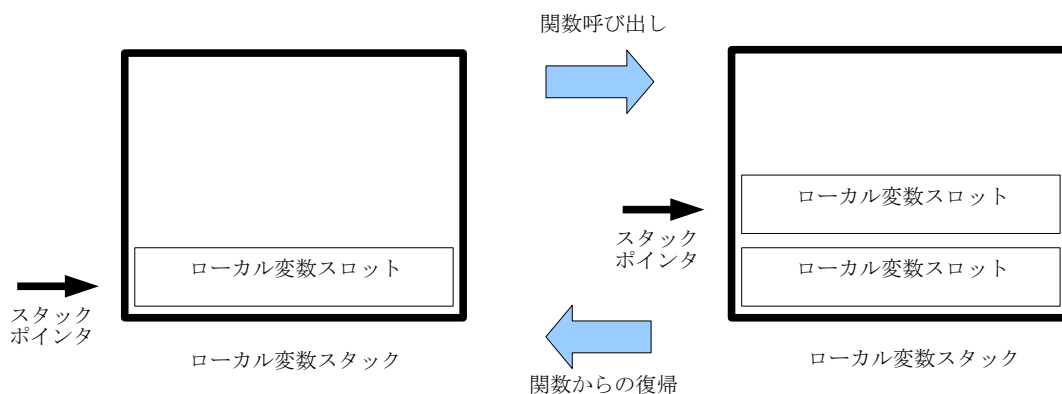 関数呼び出し
ローカル変数スロット
スタック
ポインタ
ローカル変数スロット
ローカル変数スロット
スタック
ポインタ
ローカル変数スタック
ローカル変数スタック
関数からの復帰